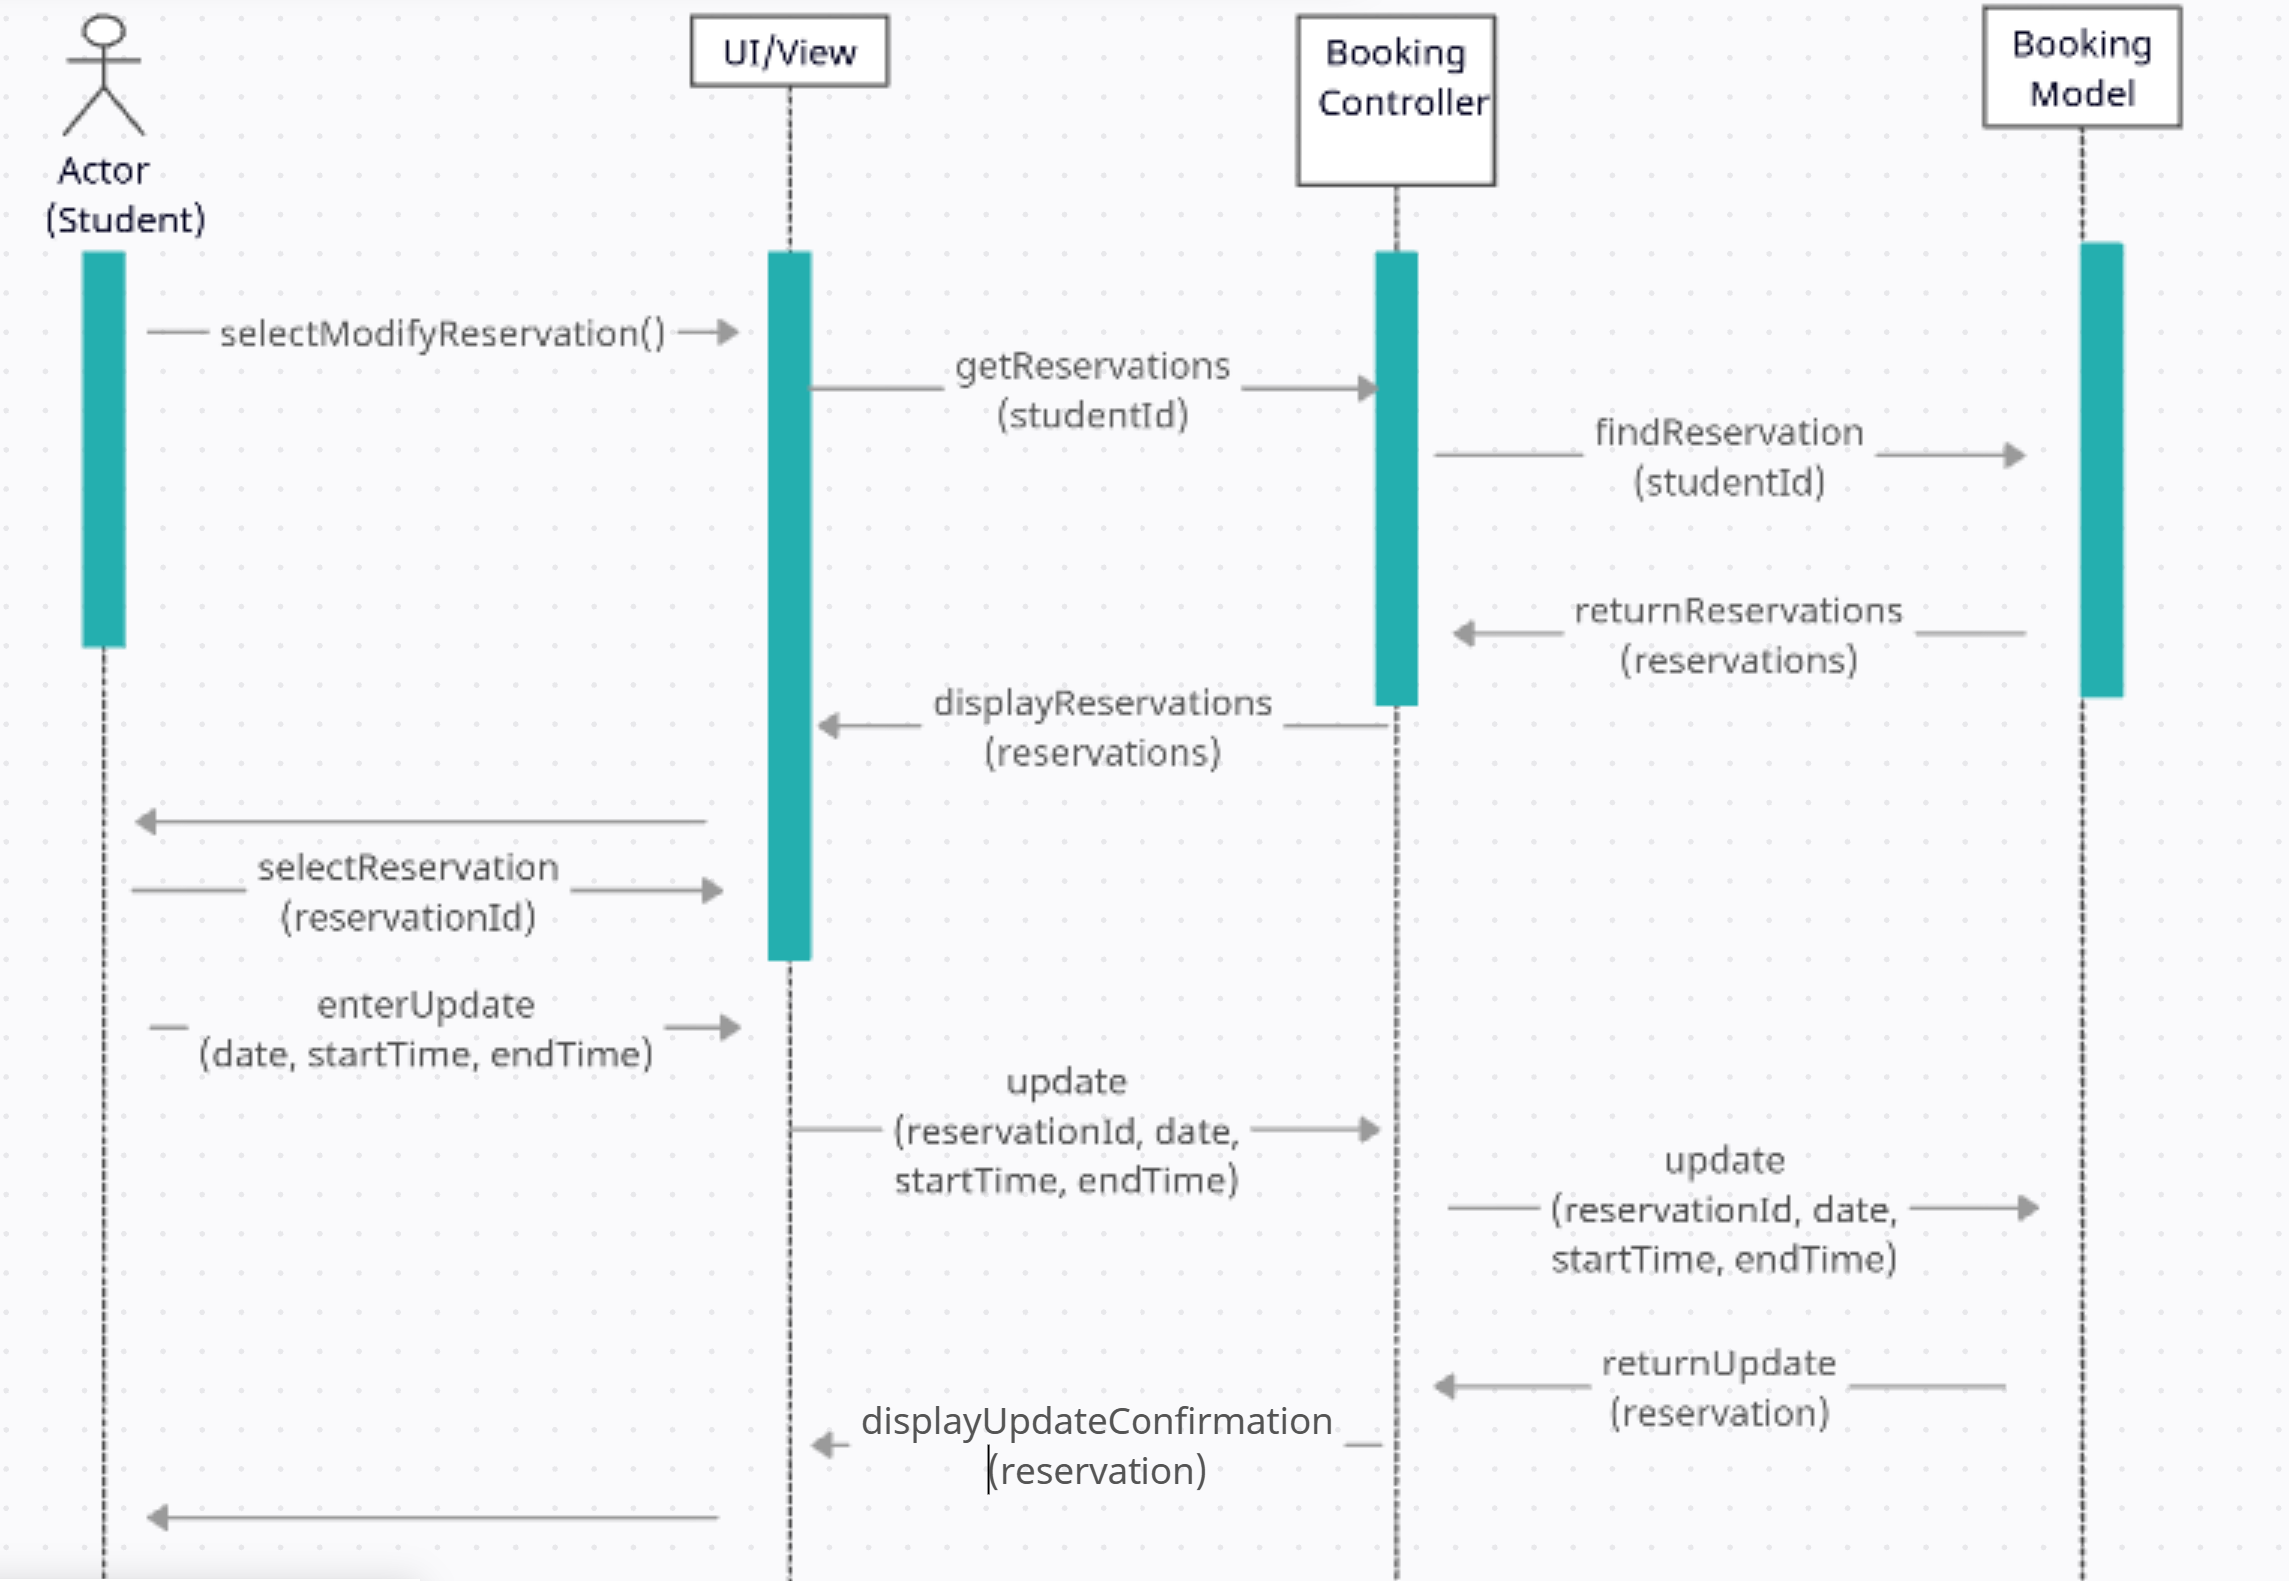 Actor
(Student)
UI/View
Booking
Controller
Booking
Model
selectModifyReservation()
getReservations
(studentId)
findReservation
(studentId)
returnReservations
(reservations)
displayReservations
(reservations)
selectReservation
(reservationId)
enterUpdate
(date, startTime, endTime)
update
(reservationId, date,
startTime, endTime)
update
(reservationId, date,
startTime, endTime)
returnUpdate
(reservation)
displayUpdateConfirmation
(reservation)